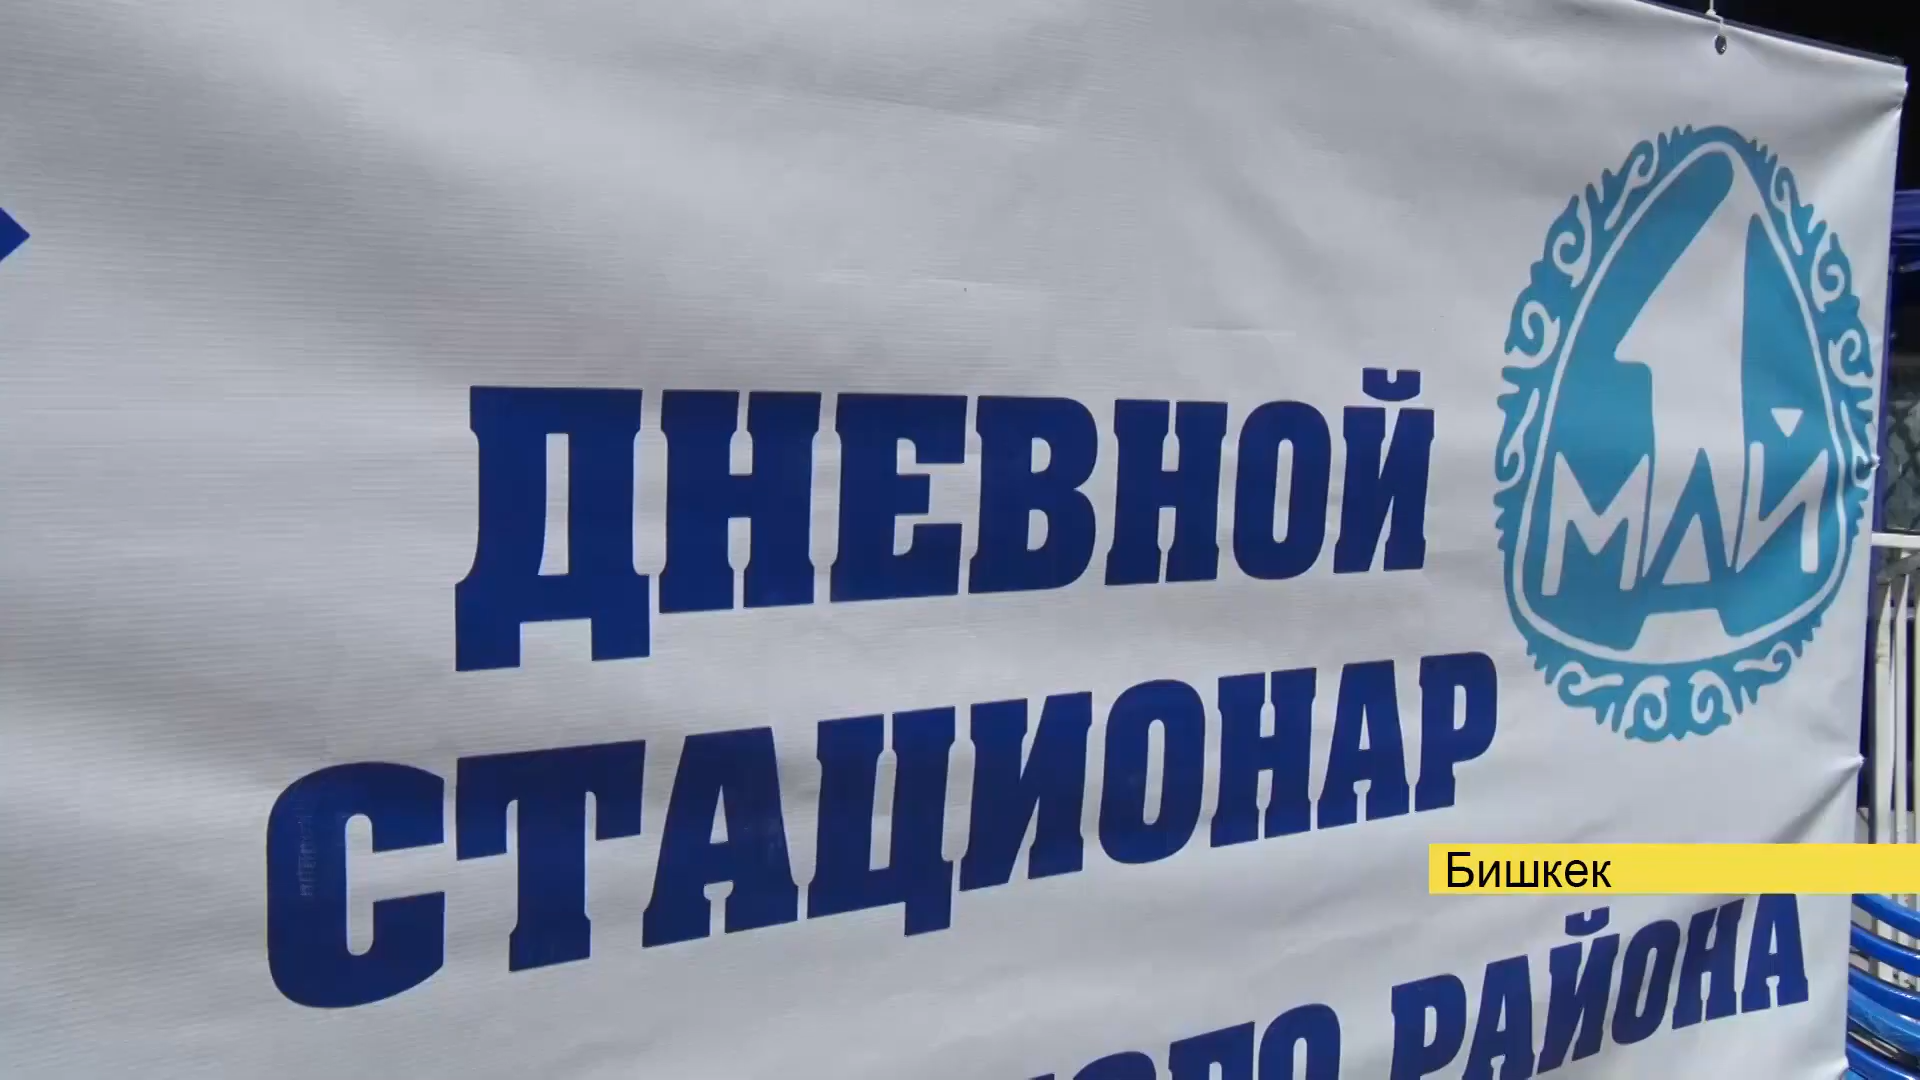 ДНЕВНОЙ
СТАЦИОНАР
РАЙОНА
1
МАЙ
Бишкек